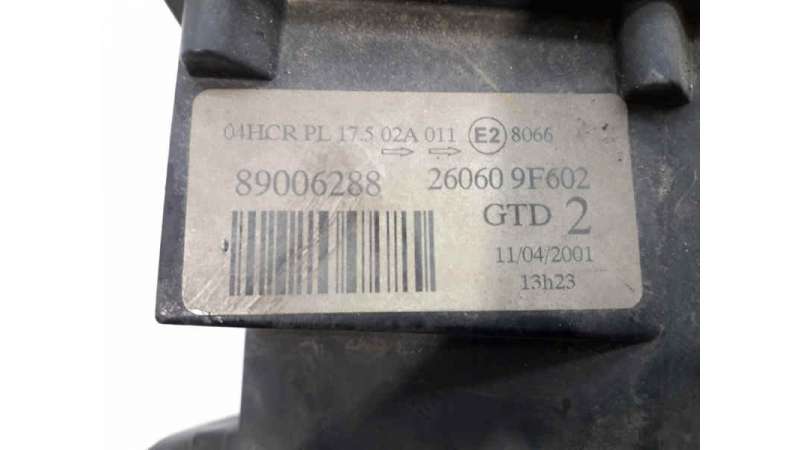 04HCR PL 17.5 02A 011 E2 8066
89006288 26060 9F602
GTD 2
11/04/2001
13h23